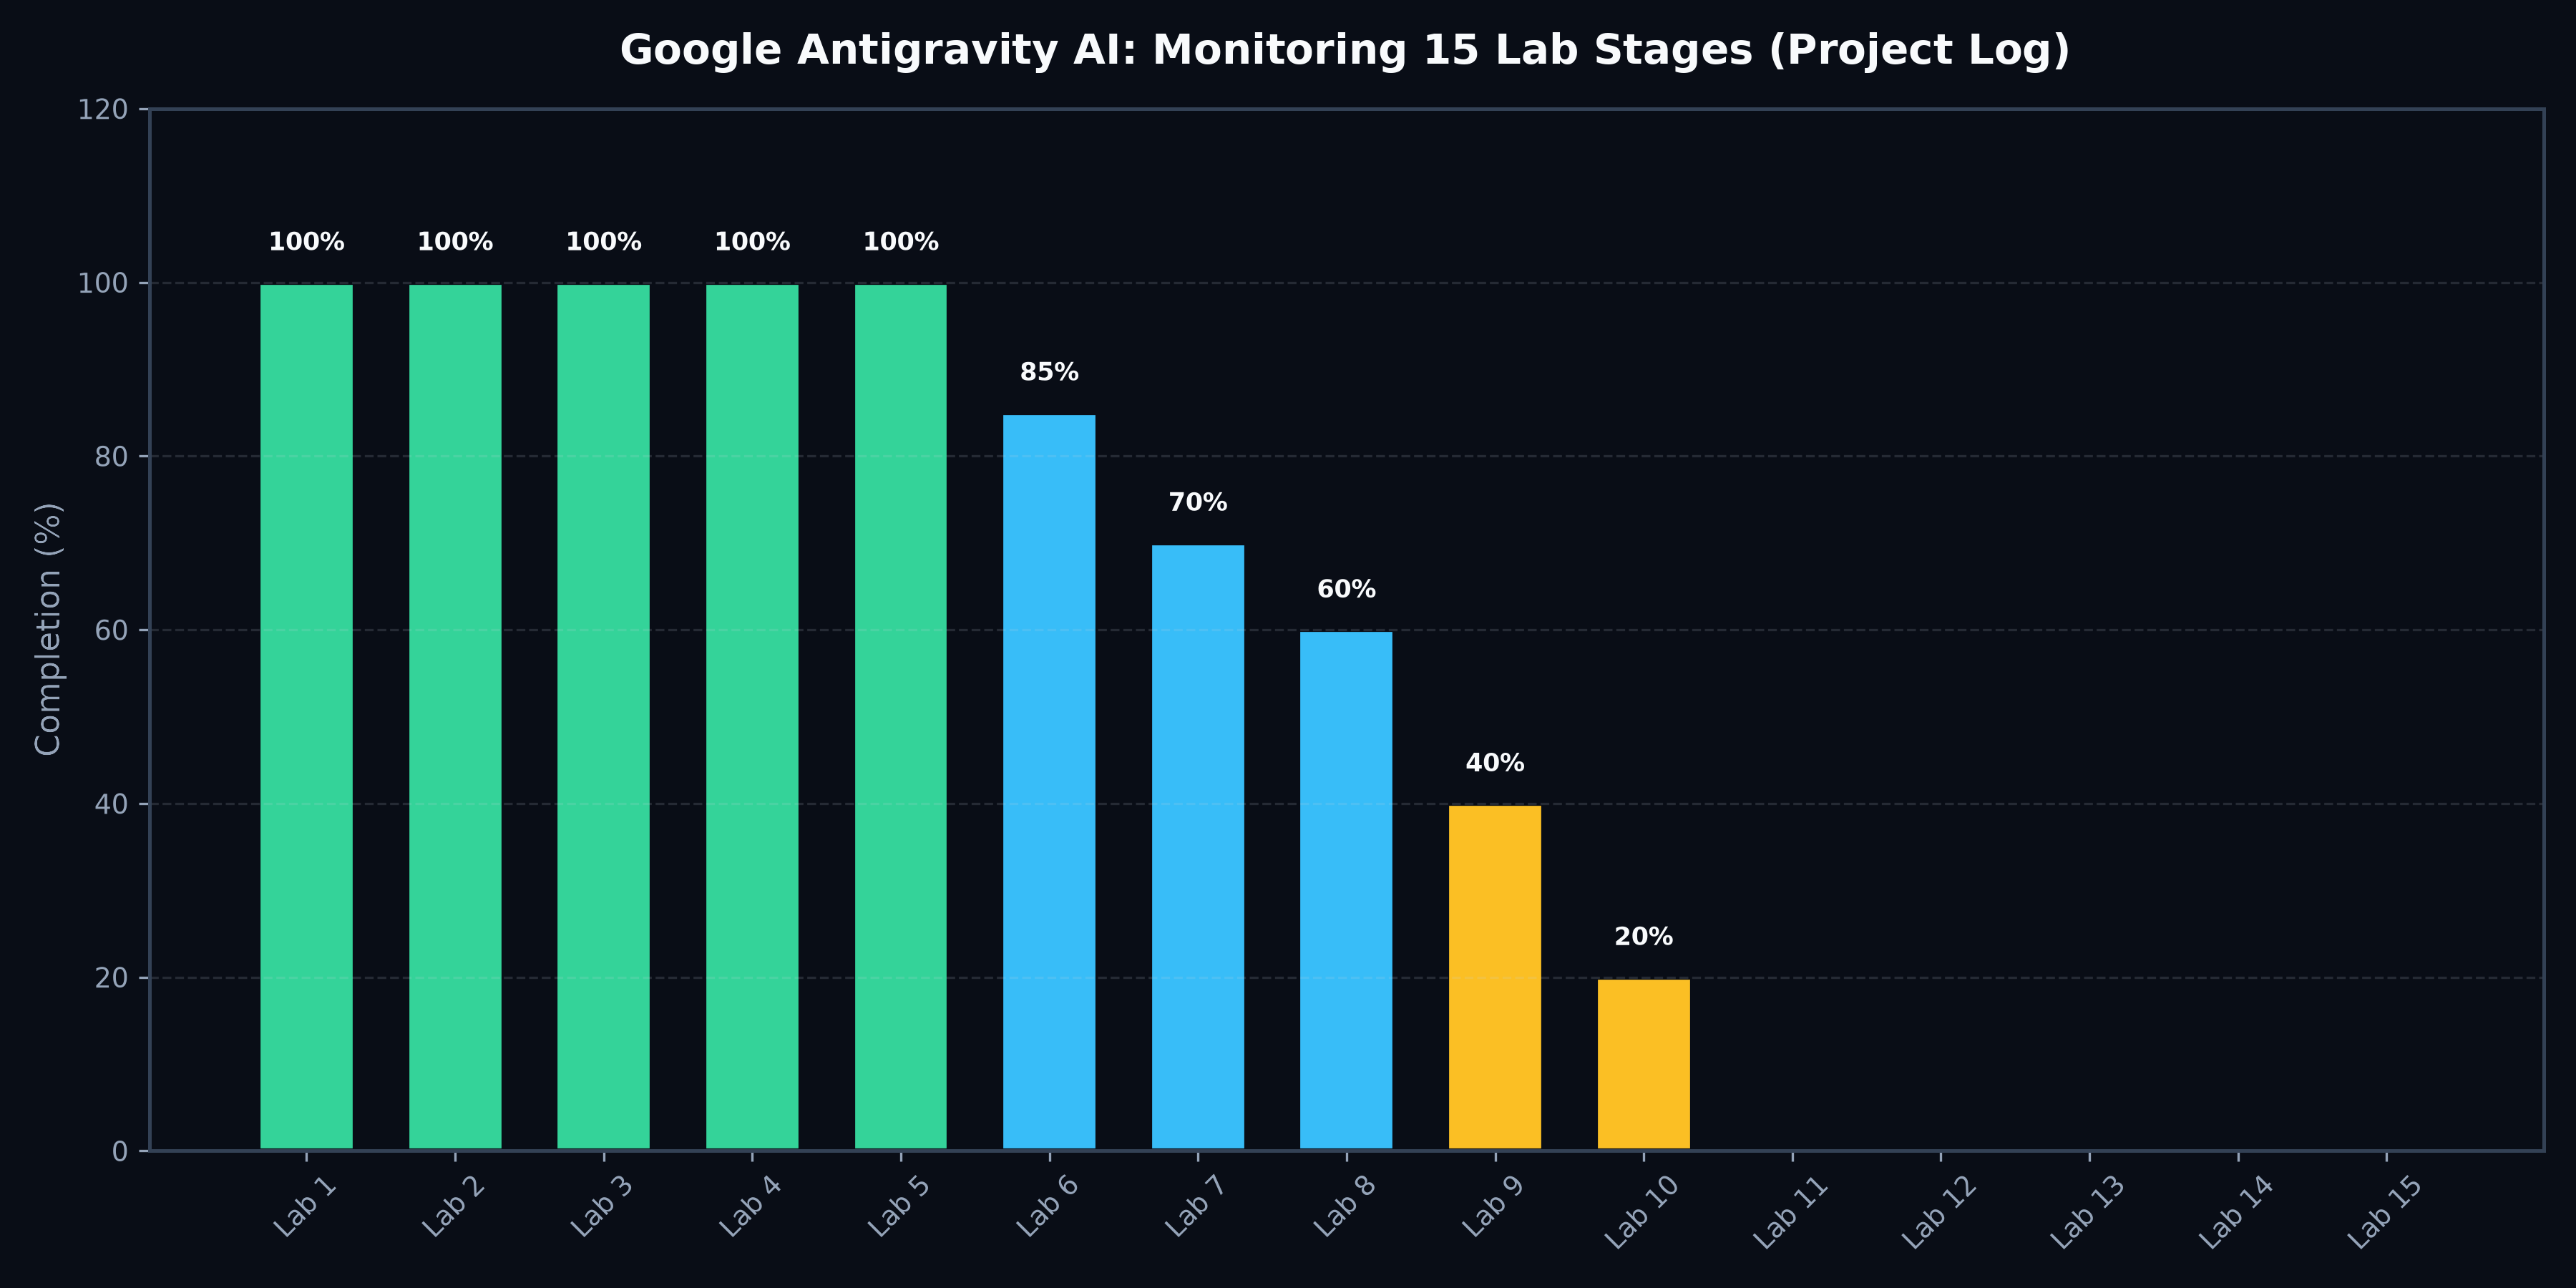 Google Antigravity AI: Monitoring 15 Lab Stages (Project Log)
Completion (%)
120
100
80
60
40
20
0
100%
100%
100%
100%
100%
85%
70%
60%
40%
20%
Lab 1
Lab 2
Lab 3
Lab 4
Lab 5
Lab 6
Lab 7
Lab 8
Lab 9
Lab 10
Lab 11
Lab 12
Lab 13
Lab 14
Lab 15